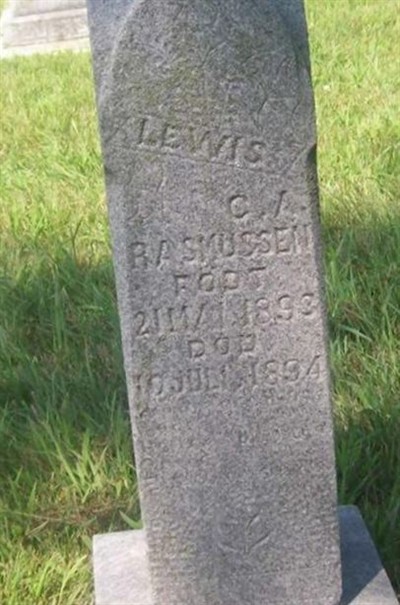 LEWIS
C. A.
RASMUSSEN
FODT
21 MAI 1893
DOD
10 JULI 1894